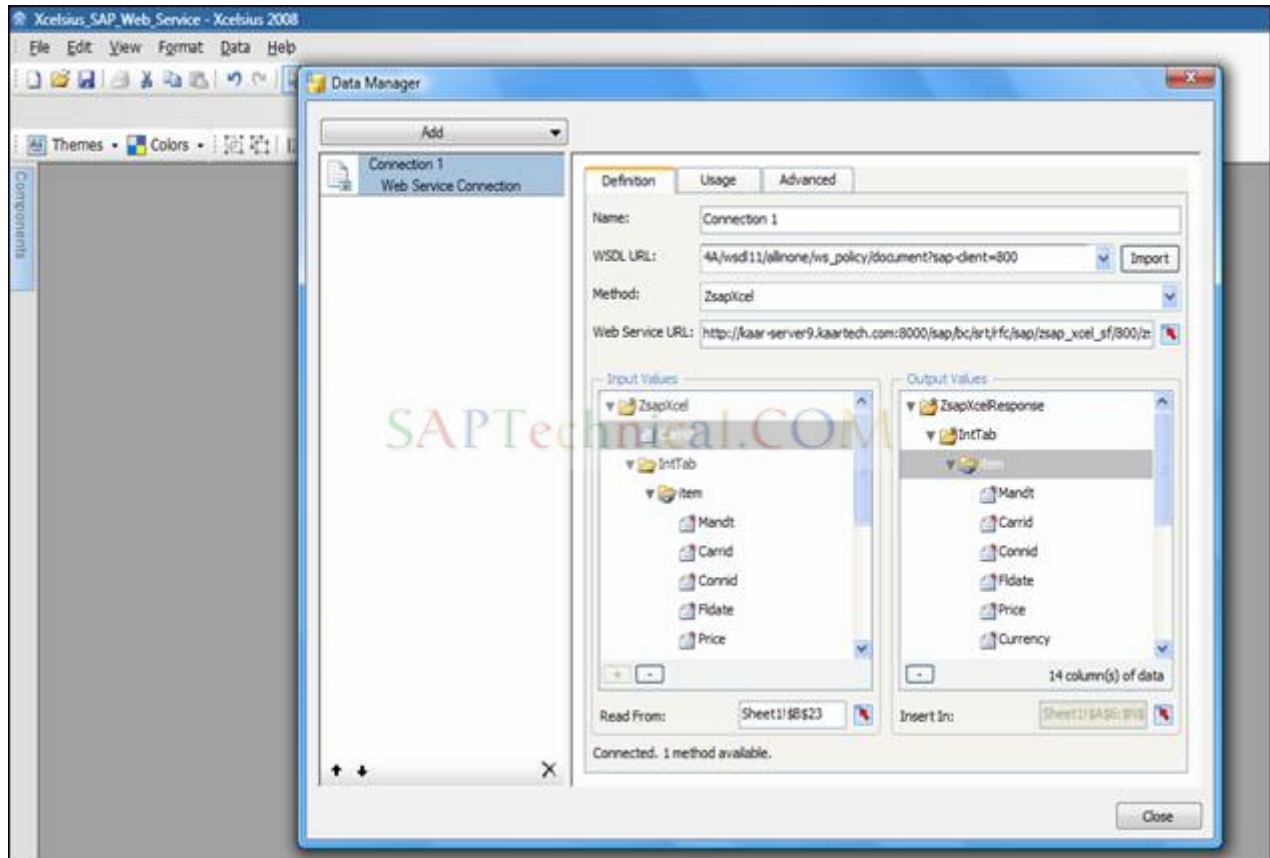 Xcelsius_SAP_Web_Service - Xcelsius 2008
File Edit View Format Data Help
Data Manager
Themes Colors
Components
Add
Connection 1
Web Service Connection
Definition Usage Advanced
Name: Connection 1
WSDL URL: 4A/wsdl11/allinone/ws_policy/document?sap-client=800 Import
Method: ZsapXcel
Web Service URL: http://kaar-server9.kaartech.com:8000/sap/bc/srt/rfc/sap/zsap_xcel_sf/800/zs
Input Values Output Values
ZsapXcel ZsapXcelResponse
SAPTechnical.COM
IntTab IntTab
item item
Mandt Mandt
Carrid Carrid
Connid Connid
Fldate Fldate
Price Price
Currency
+ - - 14 column(s) of data
Read From: Sheet1!$B$23 Insert In:
Connected. 1 method available.
Close